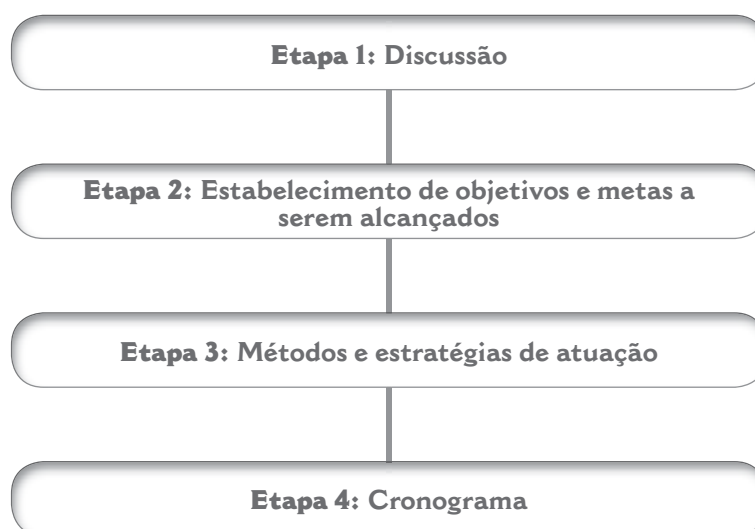 Etapa 1: Discussão
Etapa 2: Estabelecimento de objetivos e metas a
serem alcançados
Etapa 3: Métodos e estratégias de atuação
Etapa 4: Cronograma